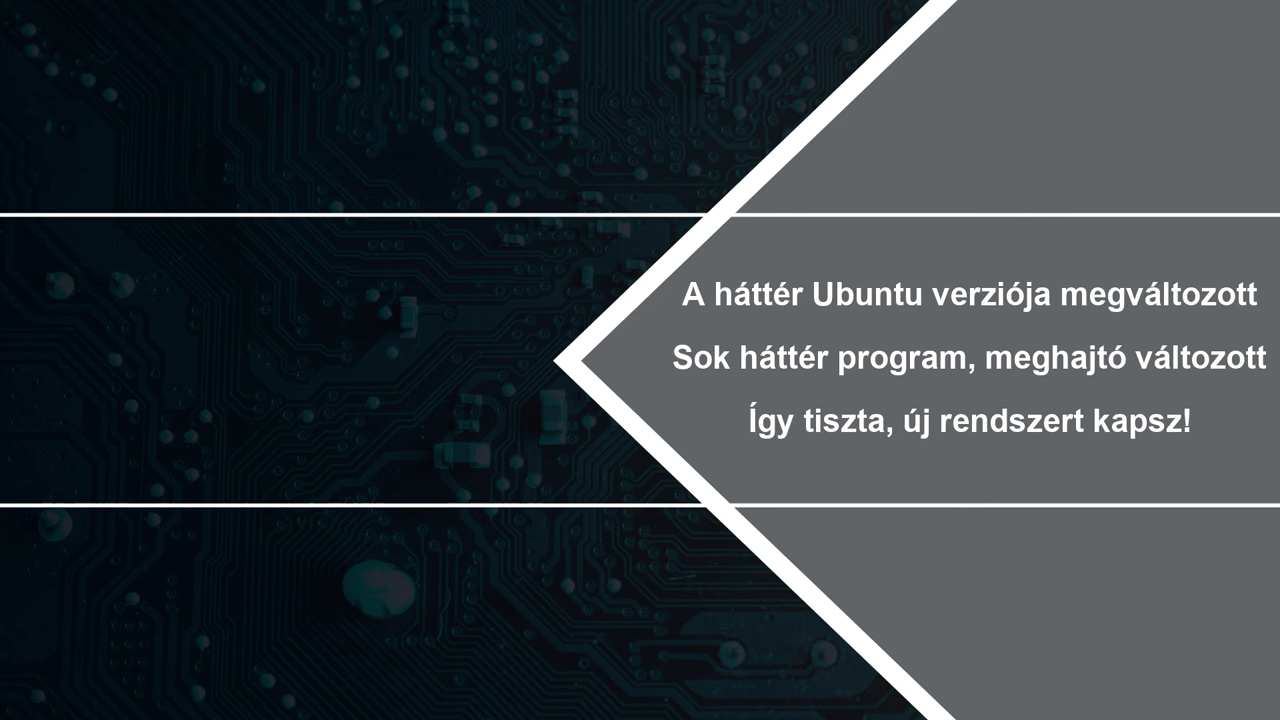 A háttér Ubuntu verziója megváltozott
Sok háttér program, meghajtó változott
Így tiszta, új rendszert kapsz!